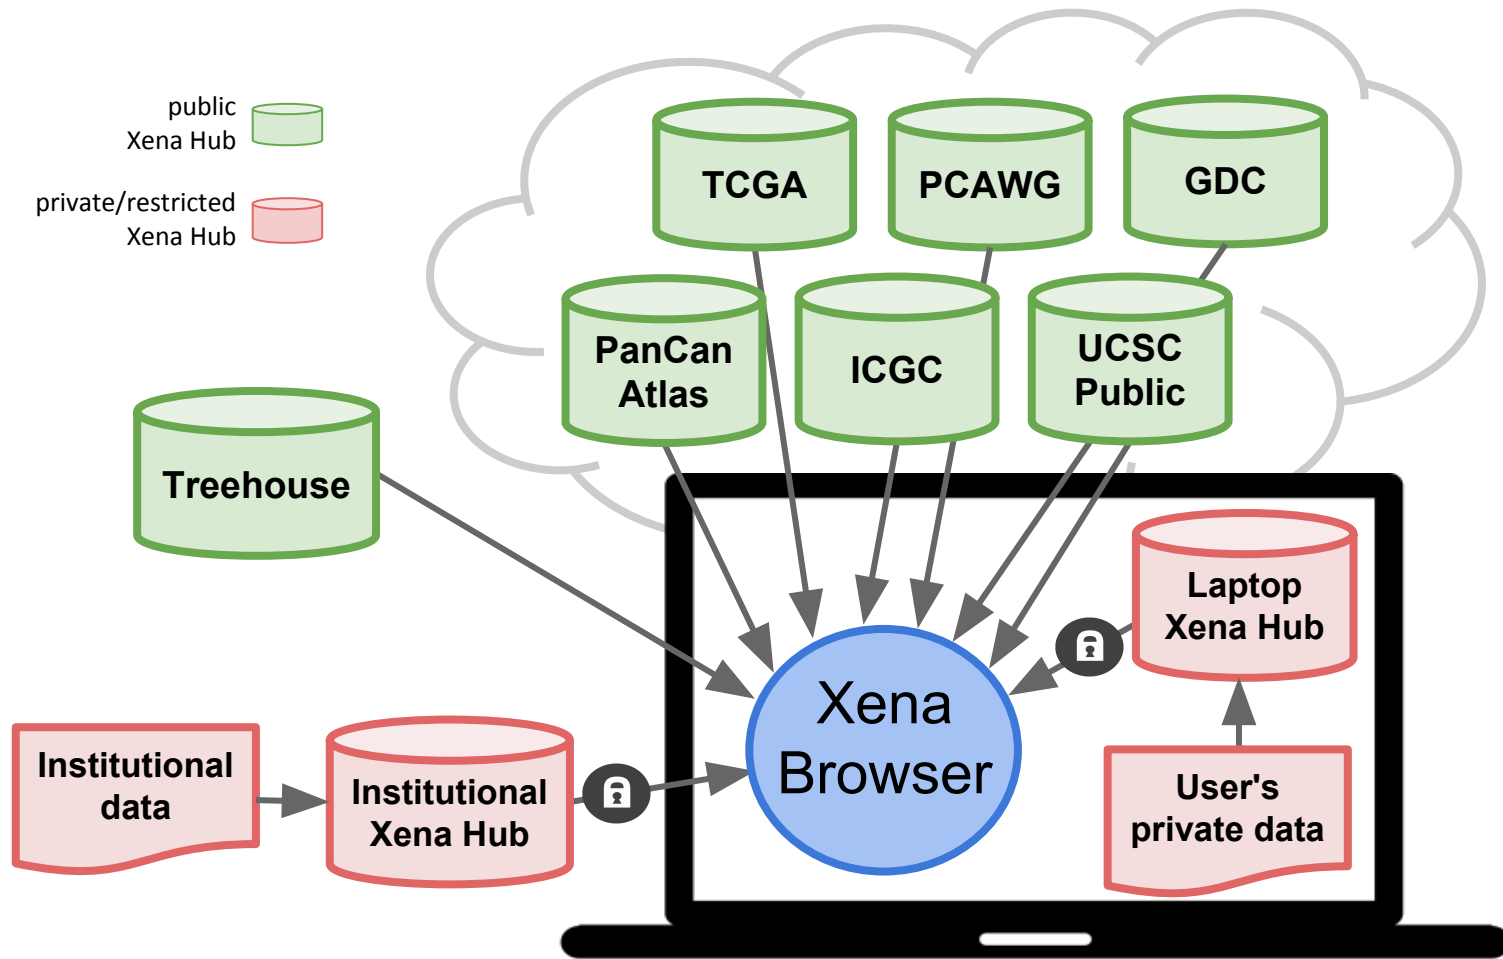 public
Xena Hub
private/restricted
Xena Hub
TCGA
PCAWG
GDC
PanCan
Atlas
ICGC
UCSC
Public
Treehouse
Laptop
Xena Hub
Xena
Browser
Institutional
data
Institutional
Xena Hub
User's
private data